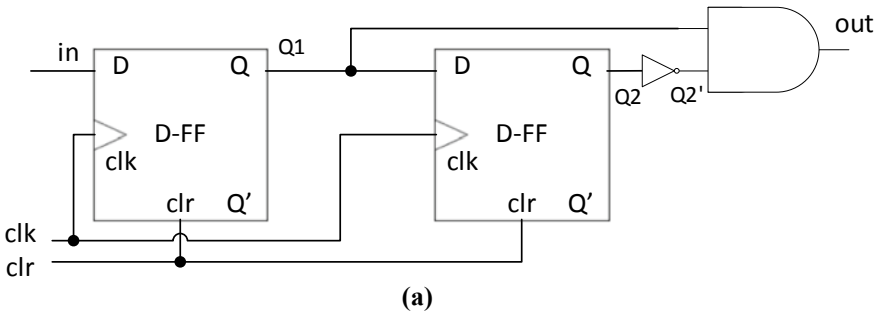 out
in
D
Q
Q1
D
Q
Q2
Q2'
D-FF
clk
D-FF
clk
clr
Q’
clr
Q’
clk
clr
(a)